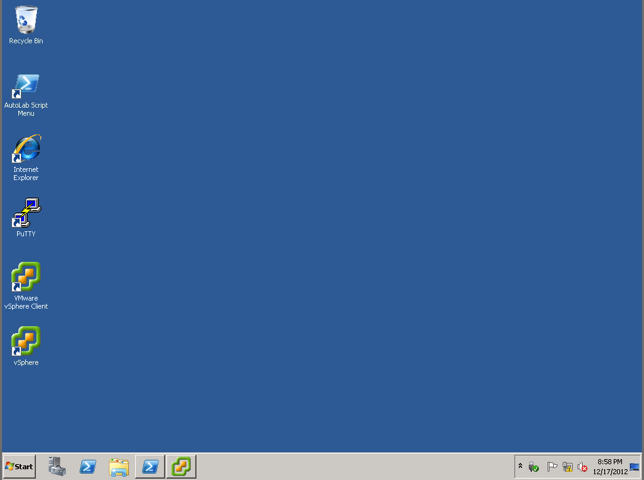 Recycle Bin
AutoLab Script
Menu
Internet
Explorer
PuTTY
VMware
vSphere Client
vSphere
Start
8:58 PM
12/17/2012